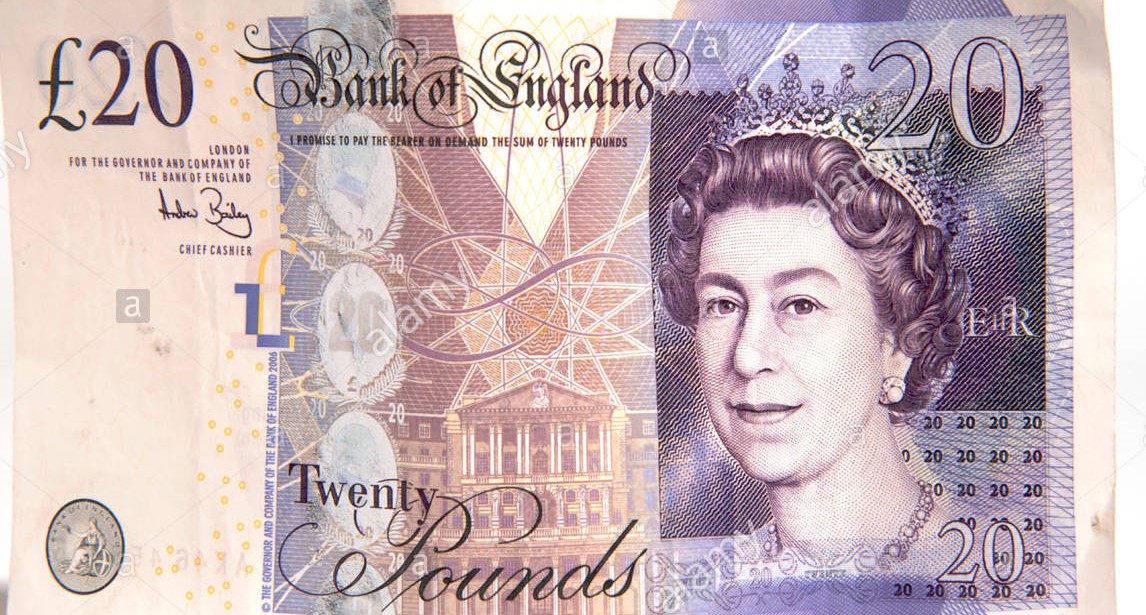 £20
Bank of England
20
I PROMISE TO PAY THE BEARER ON DEMAND THE SUM OF TWENTY POUNDS
LONDON
FOR THE GOVERNOR AND COMPANY OF
THE BANK OF ENGLAND
Andrew Bailey
CHIEF CASHIER
20
20 20
20
EIIR
© THE GOVERNOR AND COMPANY OF THE BANK OF ENGLAND 2006
20 20
20 20 20 20
20 20 20
20 20 20
Twenty
Pounds
20
20
20
20 20 20 20 20
alamy
alamy
alamy
alamy
a
a
a